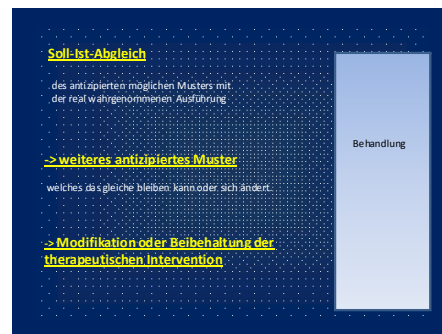 Soll-Ist-Abgleich
des antizipierten möglichen Musters mit
der real wahrgenommenen Ausführung
Behandlung
-> weiteres antizipiertes Muster
welches das gleiche bleiben kann oder sich ändert.
-> Modifikation oder Beibehaltung der
therapeutischen Intervention